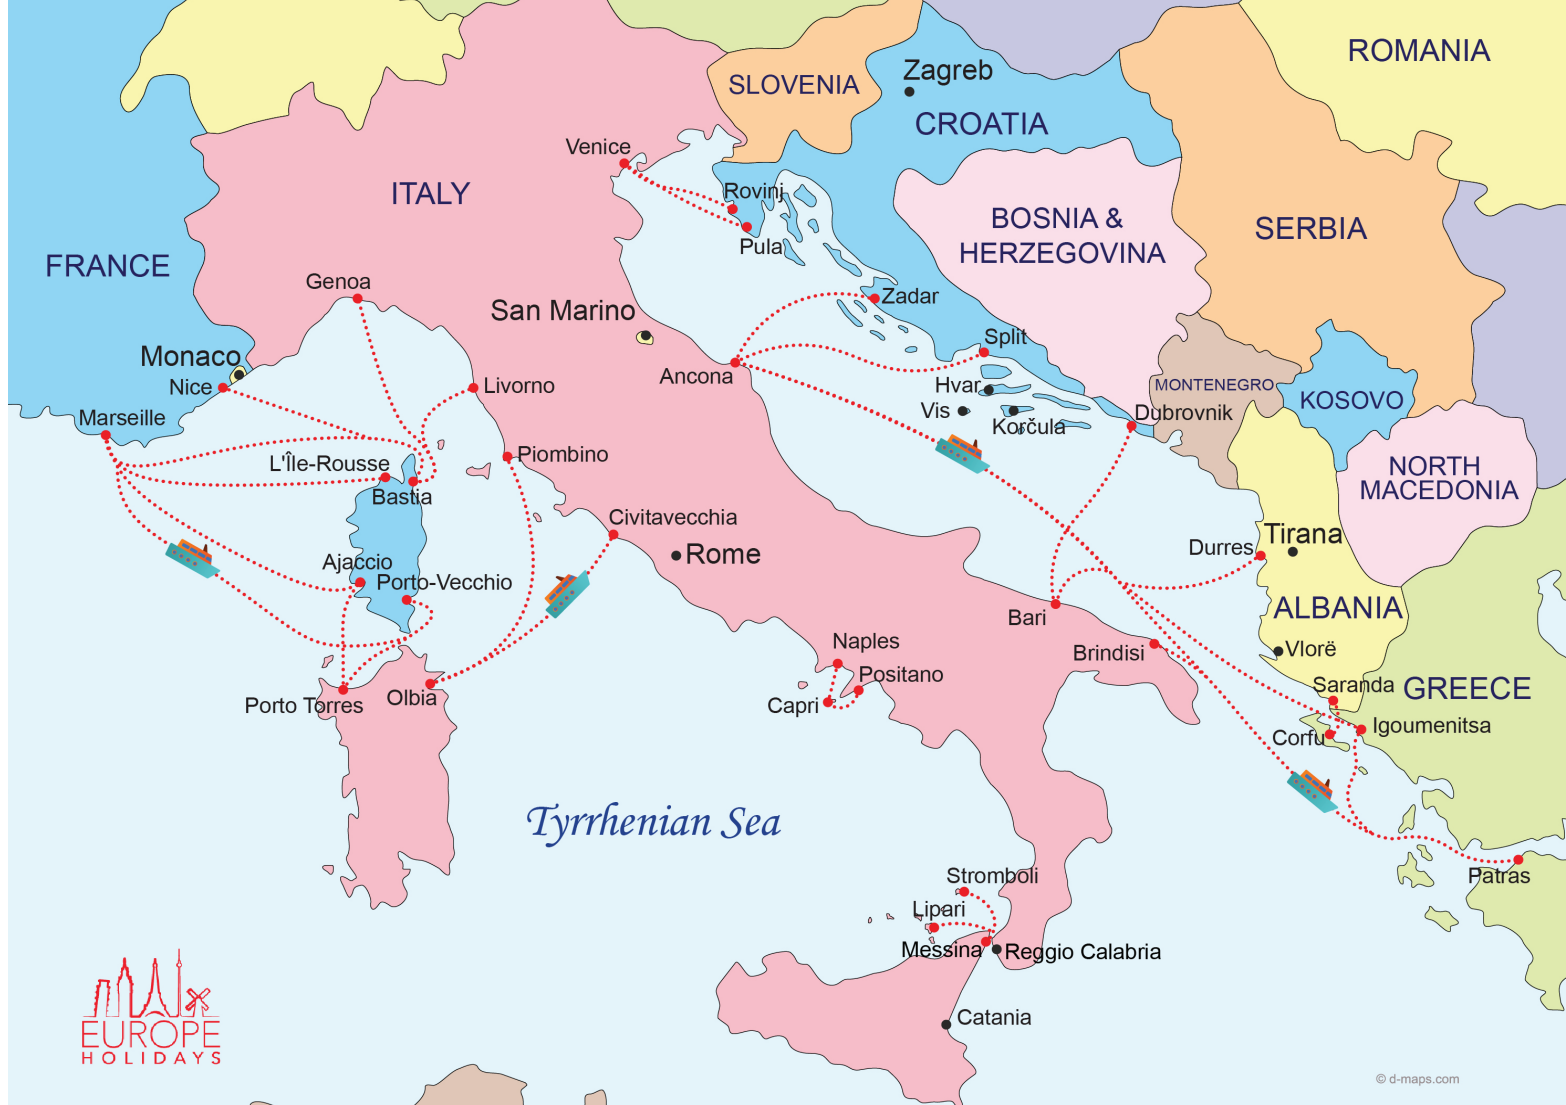 ROMANIA
Zagreb
SLOVENIA
CROATIA
Venice
Rovinj
ITALY
BOSNIA &
HERZEGOVINA
SERBIA
Pula
FRANCE
Genoa
Zadar
San Marino
Split
Monaco
Ancona
Nice
Livorno
Hvar
MONTENEGRO
KOSOVO
Vis
Korčula
Dubrovnik
Marseille
L'Île-Rousse
Piombino
Bastia
NORTH
MACEDONIA
Civitavecchia
Rome
Tirana
Durres
Ajaccio
Porto-Vecchio
Bari
ALBANIA
Naples
Brindisi
Vlorë
Positano
Saranda
GREECE
Porto Torres
Olbia
Capri
Igoumenitsa
Corfu
Tyrrhenian Sea
Stromboli
Patras
Lipari
Messina
Reggio Calabria
Catania
EUROPE
HOLIDAYS
© d-maps.com